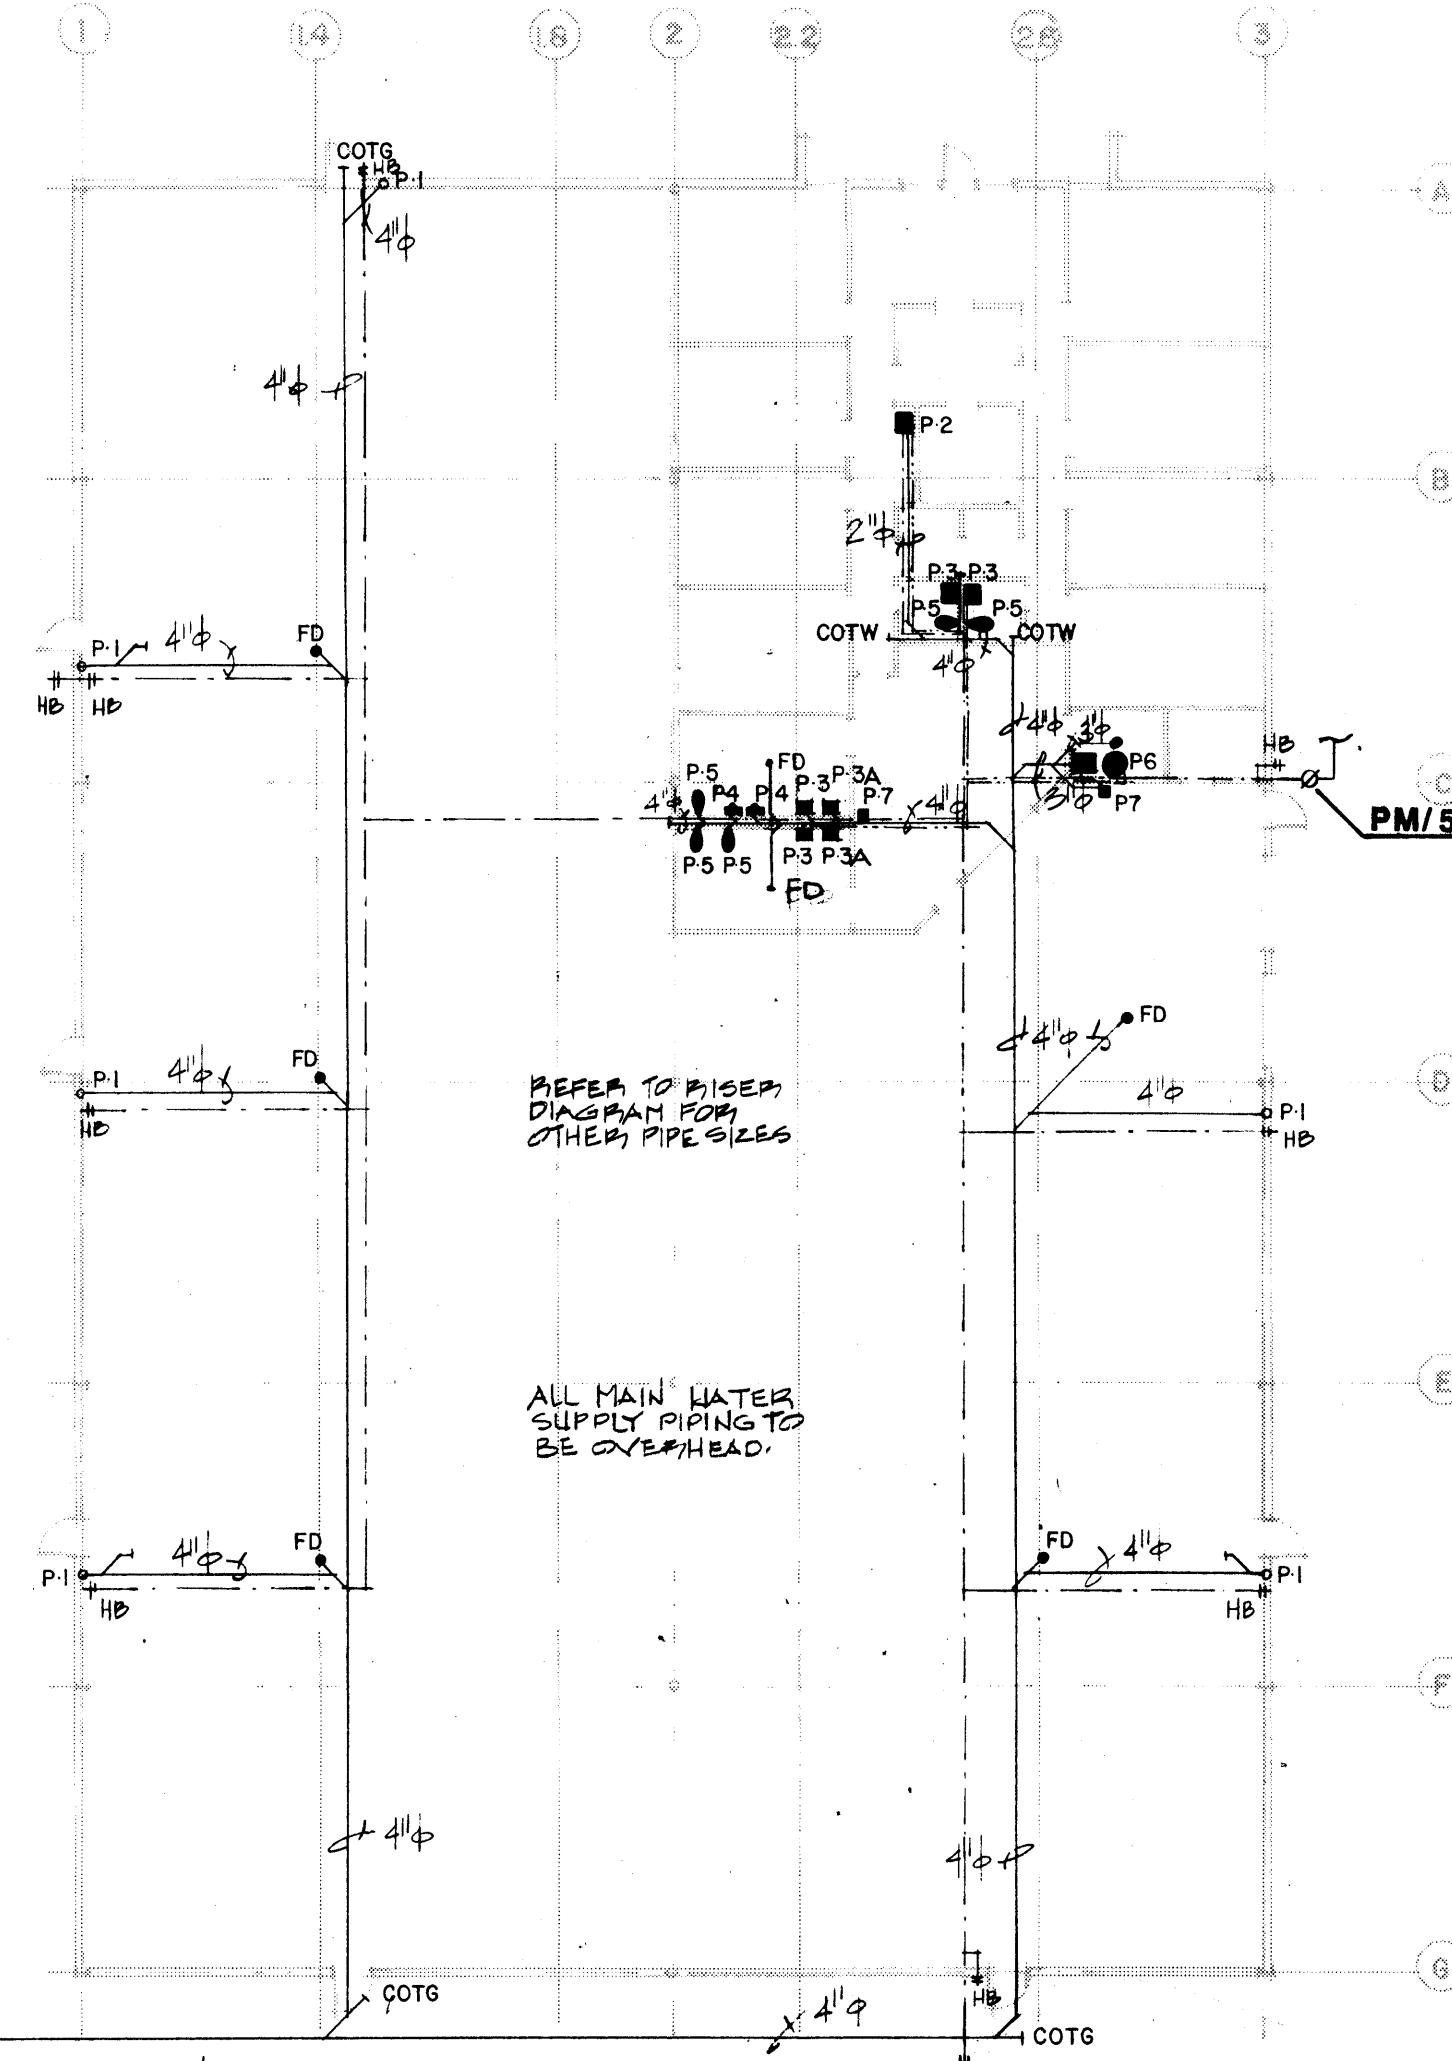 1 1.4 1.8 2 2.2 2.6 3
COTG
HB
P·1
4"ϕ
A
4"ϕ
P·2
B
2"ϕ
P·3 P·3
P·5 P·5
COTW COTW
4"ϕ
P·1 4"ϕ FD
HB HB
4"ϕ 3"ϕ
HB
P6
3"ϕ P7
C
PM/5
FD
P·5 P4 P·4 P·3 P·3A P·7
4"ϕ 4"ϕ
P·5 P·5 P·3 P·3A
FD
FD
4"ϕ
P·1 4"ϕ FD
HB
D
4"ϕ P·1
HB
REFER TO RISER
DIAGRAM FOR
OTHER PIPE SIZES
E
ALL MAIN WATER
SUPPLY PIPING TO
BE OVERHEAD.
P·1 4"ϕ FD
HB
FD 4"ϕ P·1
HB
F
4"ϕ
4"ϕ
G
HB
COTG
4"ϕ
COTG